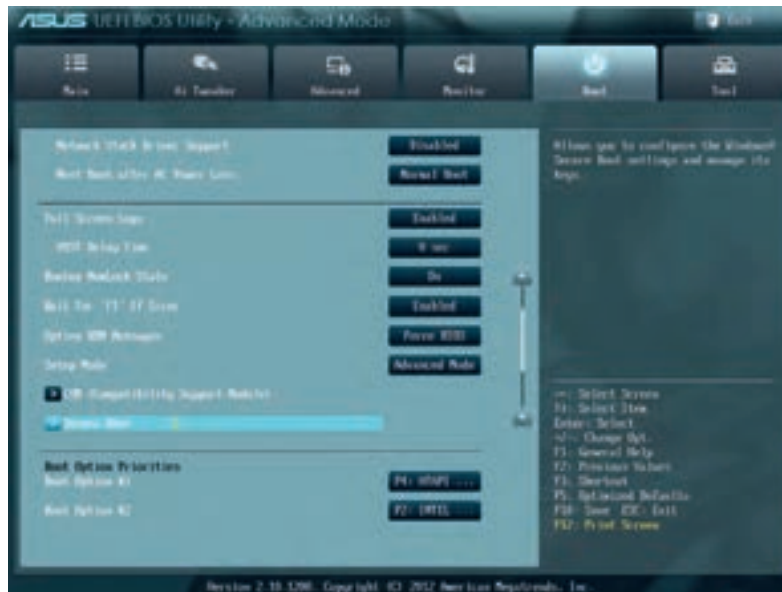 ASUS UEFI BIOS Utility - Advanced Mode
Exit
Main
Ai Tweaker
Advanced
Monitor
Boot
Tool
Network Stack Driver Support
Disabled
Next Boot after AC Power Loss
Normal Boot
Full Screen Logo
Enabled
POST Delay Time
0 sec
Bootup NumLock State
On
Wait For 'F1' If Error
Enabled
Option ROM Messages
Force BIOS
Setup Mode
Advanced Mode
CSM (Compatibility Support Module)
Secure Boot
Boot Option Priorities
Boot Option #1
P4: ...
Boot Option #2
P2: INTEL ...
Allows you to configure the Windows®
Secure Boot settings and manage its
keys.
Select Screen
Select Item
Enter: Select
+/-: Change Opt.
F1: General Help
F2: Previous Values
F3: Shortcut
F5: Optimized Defaults
F10: Save ESC: Exit
F12: Print Screen
Version 2.10.1208. Copyright (C) 2012 American Megatrends, Inc.